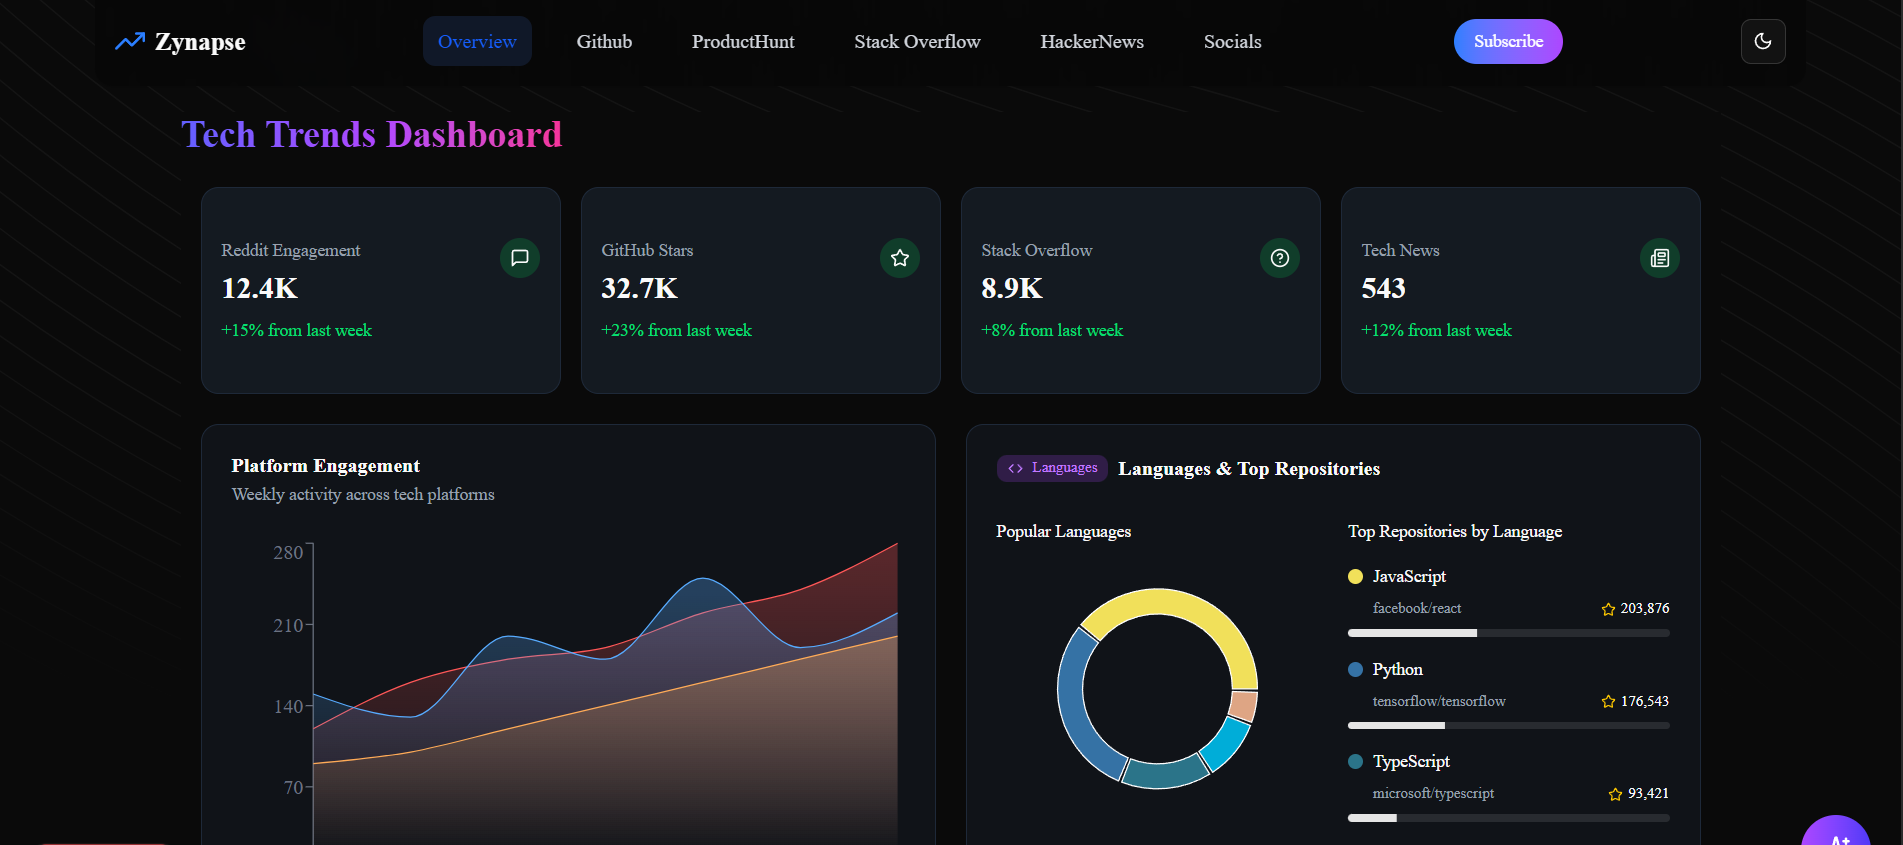 Zynapse
Overview
Github
ProductHunt
Stack Overflow
HackerNews
Socials
Subscribe
Tech Trends Dashboard
Reddit Engagement
12.4K
+15% from last week
GitHub Stars
32.7K
+23% from last week
Stack Overflow
8.9K
+8% from last week
Tech News
543
+12% from last week
Platform Engagement
Weekly activity across tech platforms
280
210
140
70
Languages
Languages & Top Repositories
Popular Languages
Top Repositories by Language
JavaScript
facebook/react
203,876
Python
tensorflow/tensorflow
176,543
TypeScript
microsoft/typescript
93,421